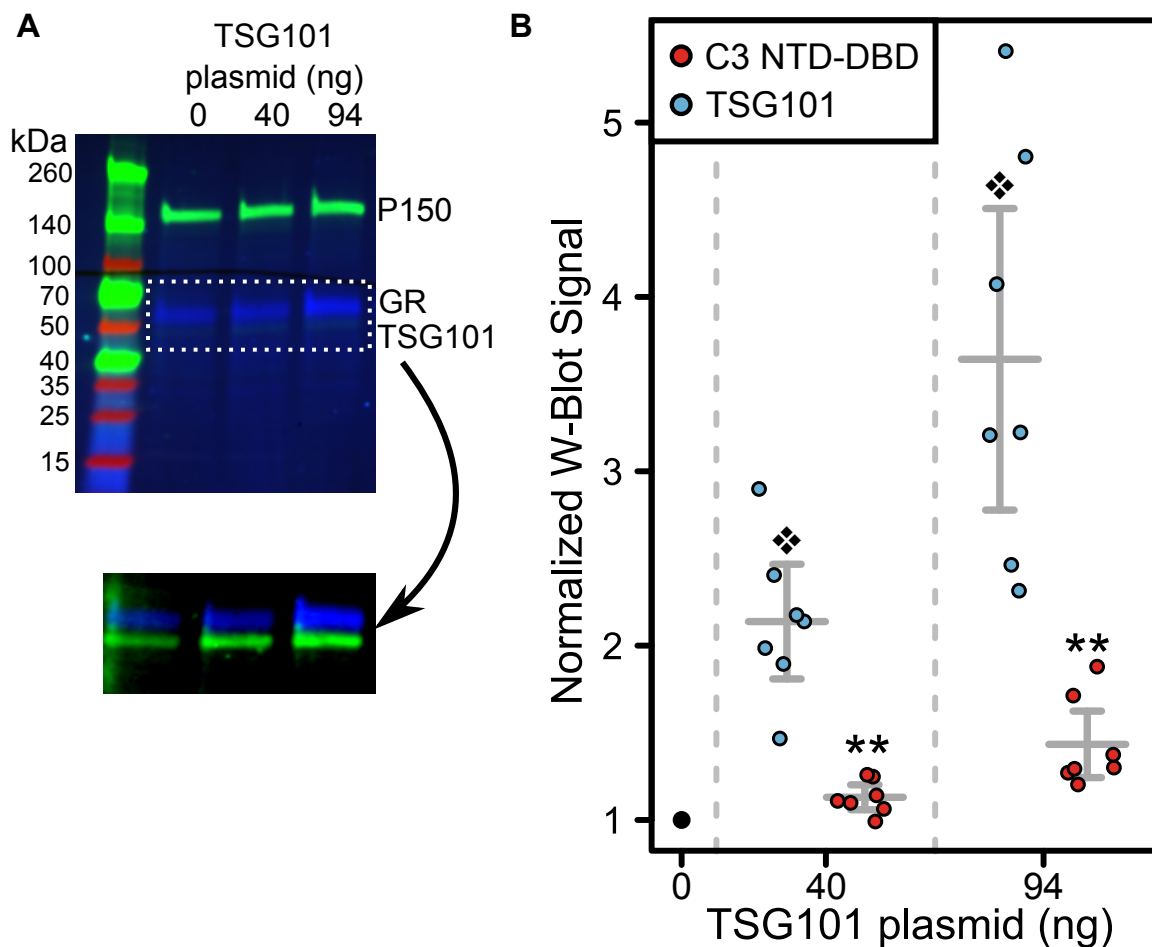 A
TSG101
plasmid (ng)
0 40 94
kDa
260
140
100
70
50
40
35
25
15
P150
GR
TSG101
B
C3 NTD-DBD
TSG101
Normalized W-Blot Signal
5
4
3
2
1
❖
**
❖
**
0 40 94
TSG101 plasmid (ng)